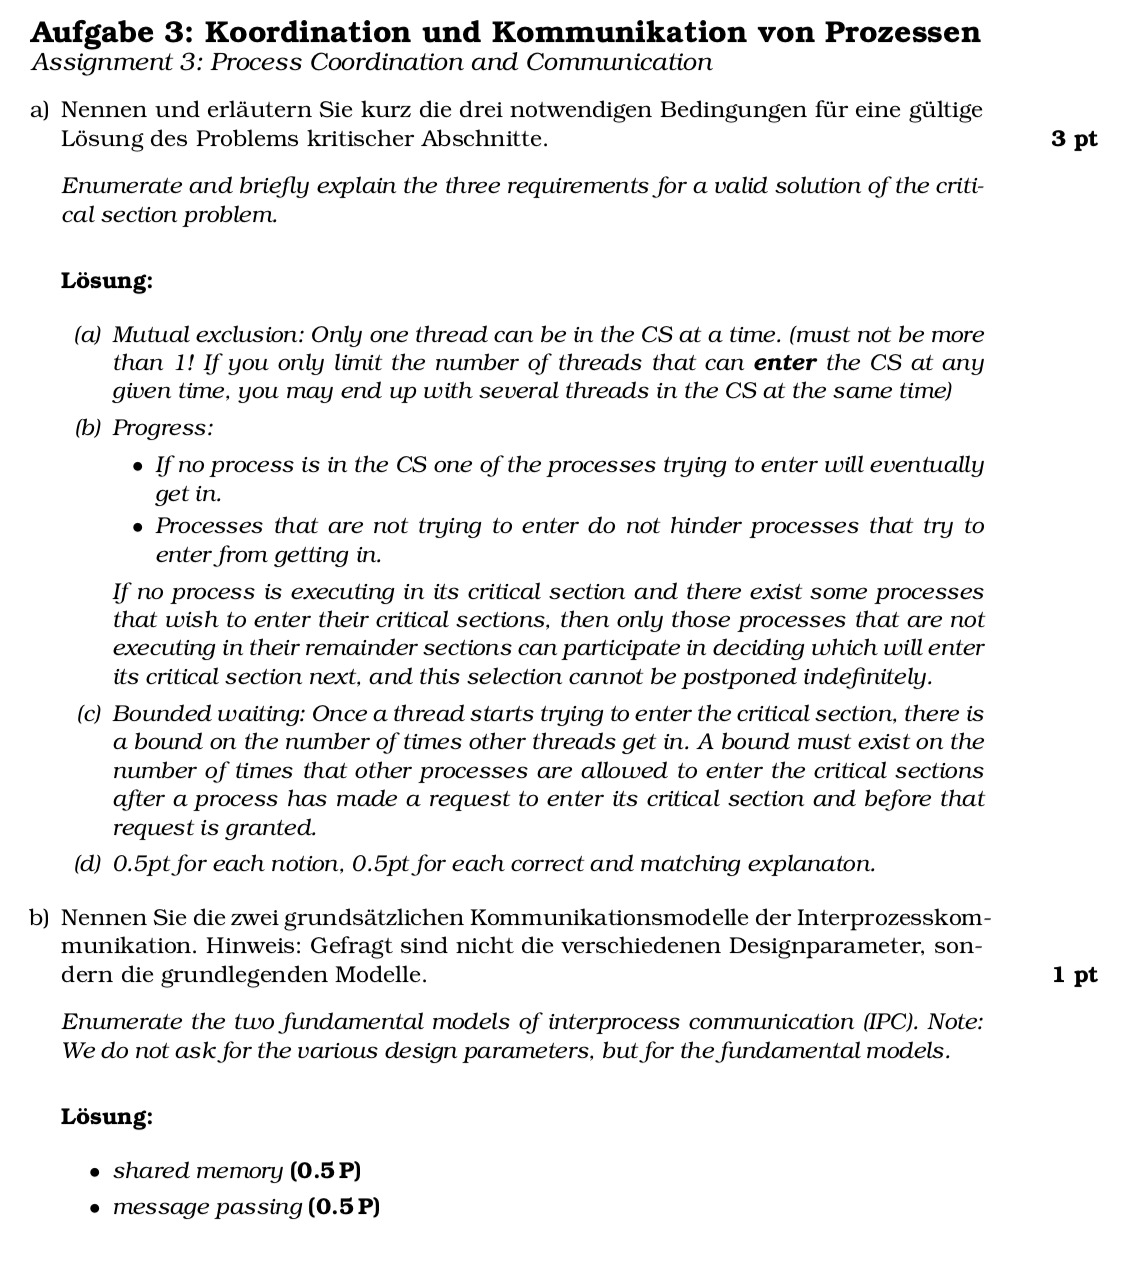 Aufgabe 3: Koordination und Kommunikation von Prozessen
Assignment 3: Process Coordination and Communication
a) Nennen und erläutern Sie kurz die drei notwendigen Bedingungen für eine gültige
Lösung des Problems kritischer Abschnitte. 3 pt
Enumerate and briefly explain the three requirements for a valid solution of the criti-
cal section problem.
Lösung:
(a) Mutual exclusion: Only one thread can be in the CS at a time. (must not be more
than 1! If you only limit the number of threads that can enter the CS at any
given time, you may end up with several threads in the CS at the same time)
(b) Progress:
• If no process is in the CS one of the processes trying to enter will eventually
get in.
• Processes that are not trying to enter do not hinder processes that try to
enter from getting in.
If no process is executing in its critical section and there exist some processes
that wish to enter their critical sections, then only those processes that are not
executing in their remainder sections can participate in deciding which will enter
its critical section next, and this selection cannot be postponed indefinitely.
(c) Bounded waiting: Once a thread starts trying to enter the critical section, there is
a bound on the number of times other threads get in. A bound must exist on the
number of times that other processes are allowed to enter the critical sections
after a process has made a request to enter its critical section and before that
request is granted.
(d) 0.5pt for each notion, 0.5pt for each correct and matching explanaton.
b) Nennen Sie die zwei grundsätzlichen Kommunikationsmodelle der Interprozesskom-
munikation. Hinweis: Gefragt sind nicht die verschiedenen Designparameter, son-
dern die grundlegenden Modelle. 1 pt
Enumerate the two fundamental models of interprocess communication (IPC). Note:
We do not ask for the various design parameters, but for the fundamental models.
Lösung:
• shared memory (0.5 P)
• message passing (0.5 P)